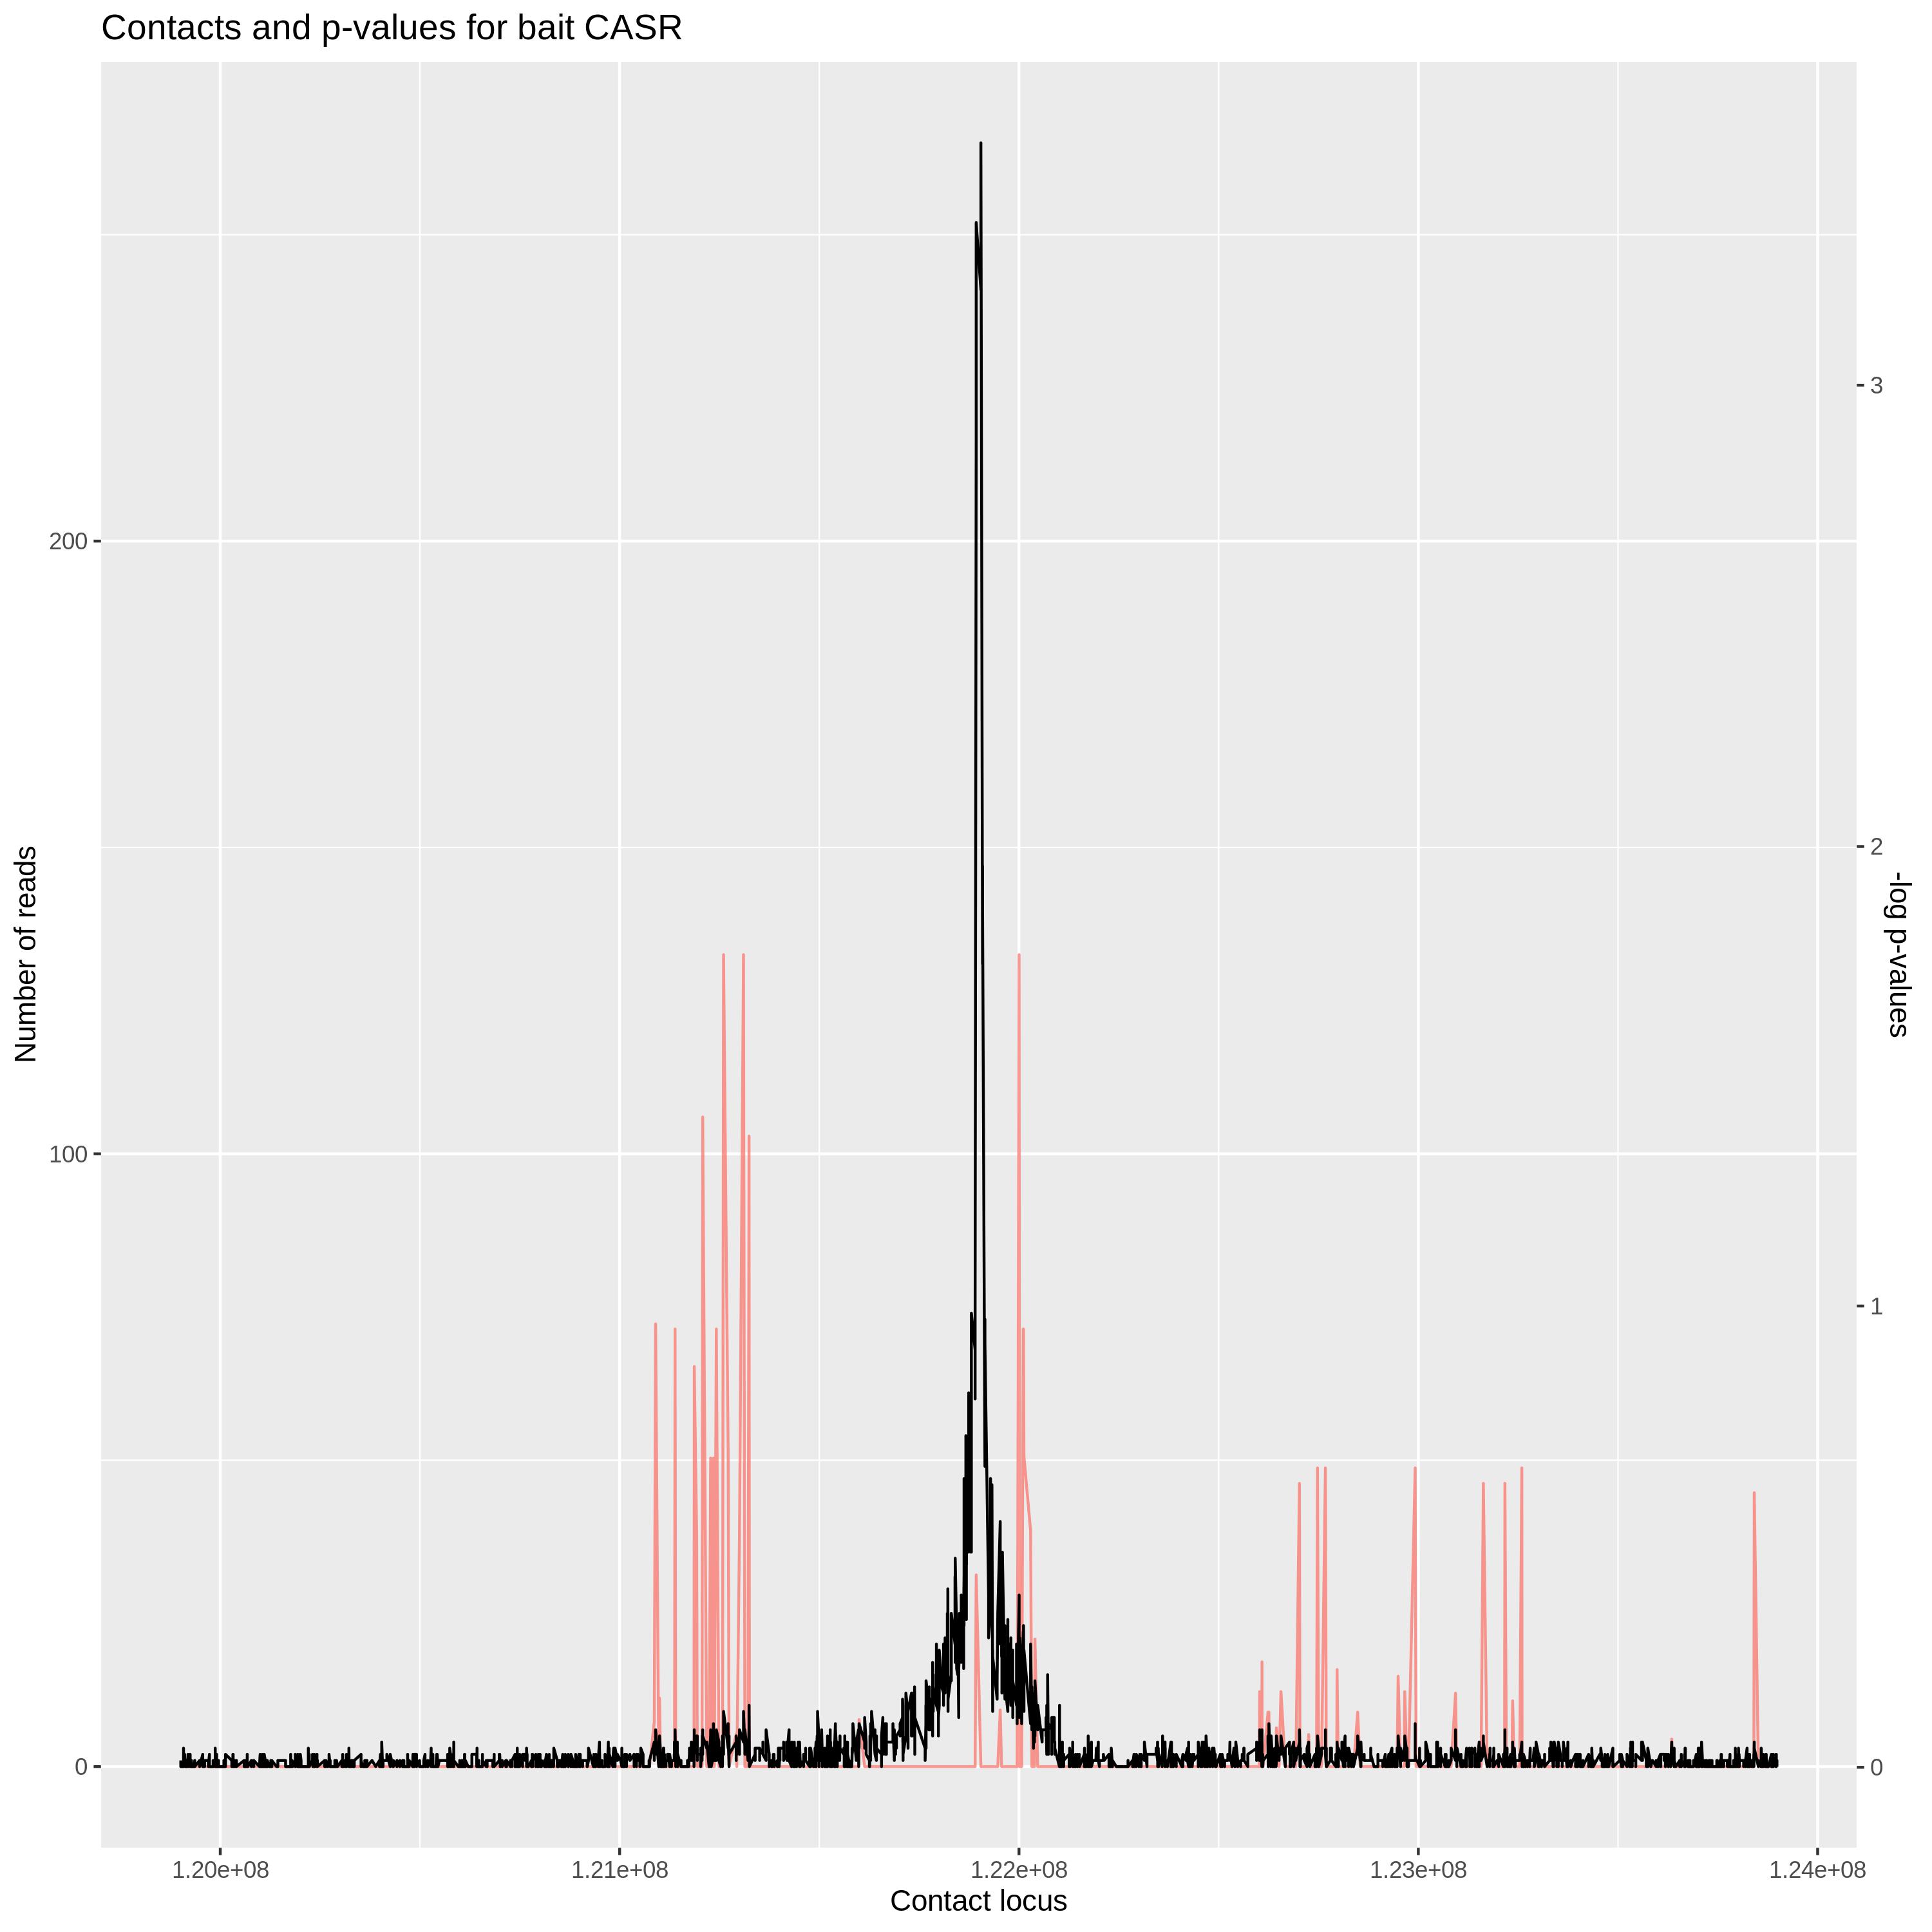 Contacts and p-values for bait CASR
Number of reads
200
100
0
3
2
1
0
-log p-values
1.20e+08
1.21e+08
1.22e+08
1.23e+08
1.24e+08
Contact locus